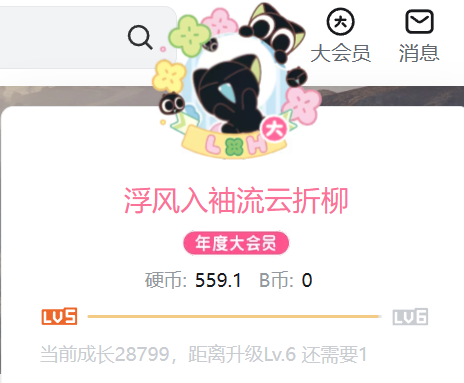 大会员 消息
大
LOH
浮风入袖流云折柳
年度大会员
硬币: 559.1 B币: 0
LV5 LV6
当前成长28799，距离升级Lv.6 还需要1